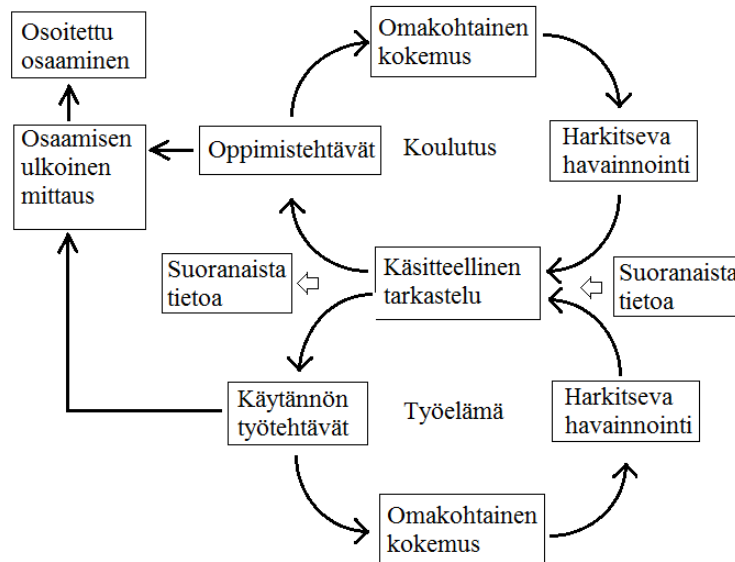 Osoitettu
osaaminen
Omakohtainen
kokemus
Osaamisen
ulkoinen
mittaus
Oppimistehtävät
Koulutus
Harkitseva
havainnointi
Suoranaista
tietoa
Käsitteellinen
tarkastelu
Suoranaista
tietoa
Käytännön
työtehtävät
Työelämä
Harkitseva
havainnointi
Omakohtainen
kokemus